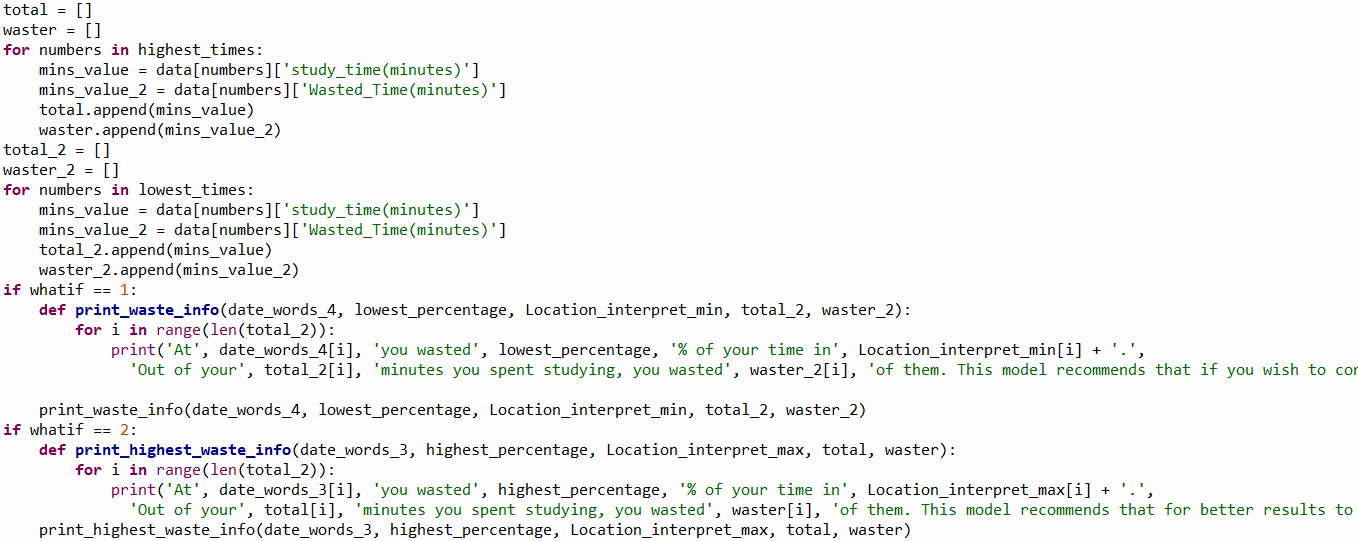 total = []
waster = []
for numbers in highest_times:
    mins_value = data[numbers]['study_time(minutes)']
    mins_value_2 = data[numbers]['Wasted_Time(minutes)']
    total.append(mins_value)
    waster.append(mins_value_2)
total_2 = []
waster_2 = []
for numbers in lowest_times:
    mins_value = data[numbers]['study_time(minutes)']
    mins_value_2 = data[numbers]['Wasted_Time(minutes)']
    total_2.append(mins_value)
    waster_2.append(mins_value_2)
if whatif == 1:
    def print_waste_info(date_words_4, lowest_percentage, Location_interpret_min, total_2, waster_2):
        for i in range(len(total_2)):
            print('At', date_words_4[i], 'you wasted', lowest_percentage, '% of your time in', Location_interpret_min[i] + '.',
              'Out of your', total_2[i], 'minutes you spent studying, you wasted', waster_2[i], 'of them. This model recommends that if you wish to
    print_waste_info(date_words_4, lowest_percentage, Location_interpret_min, total_2, waster_2)
if whatif == 2:
    def print_highest_waste_info(date_words_3, highest_percentage, Location_interpret_max, total, waster):
        for i in range(len(total_2)):
            print('At', date_words_3[i], 'you wasted', highest_percentage, '% of your time in', Location_interpret_max[i] + '.',
              'Out of your', total[i], 'minutes you spent studying, you wasted', waster[i], 'of them. This model recommends that for better results to
    print_highest_waste_info(date_words_3, highest_percentage, Location_interpret_max, total, waster)